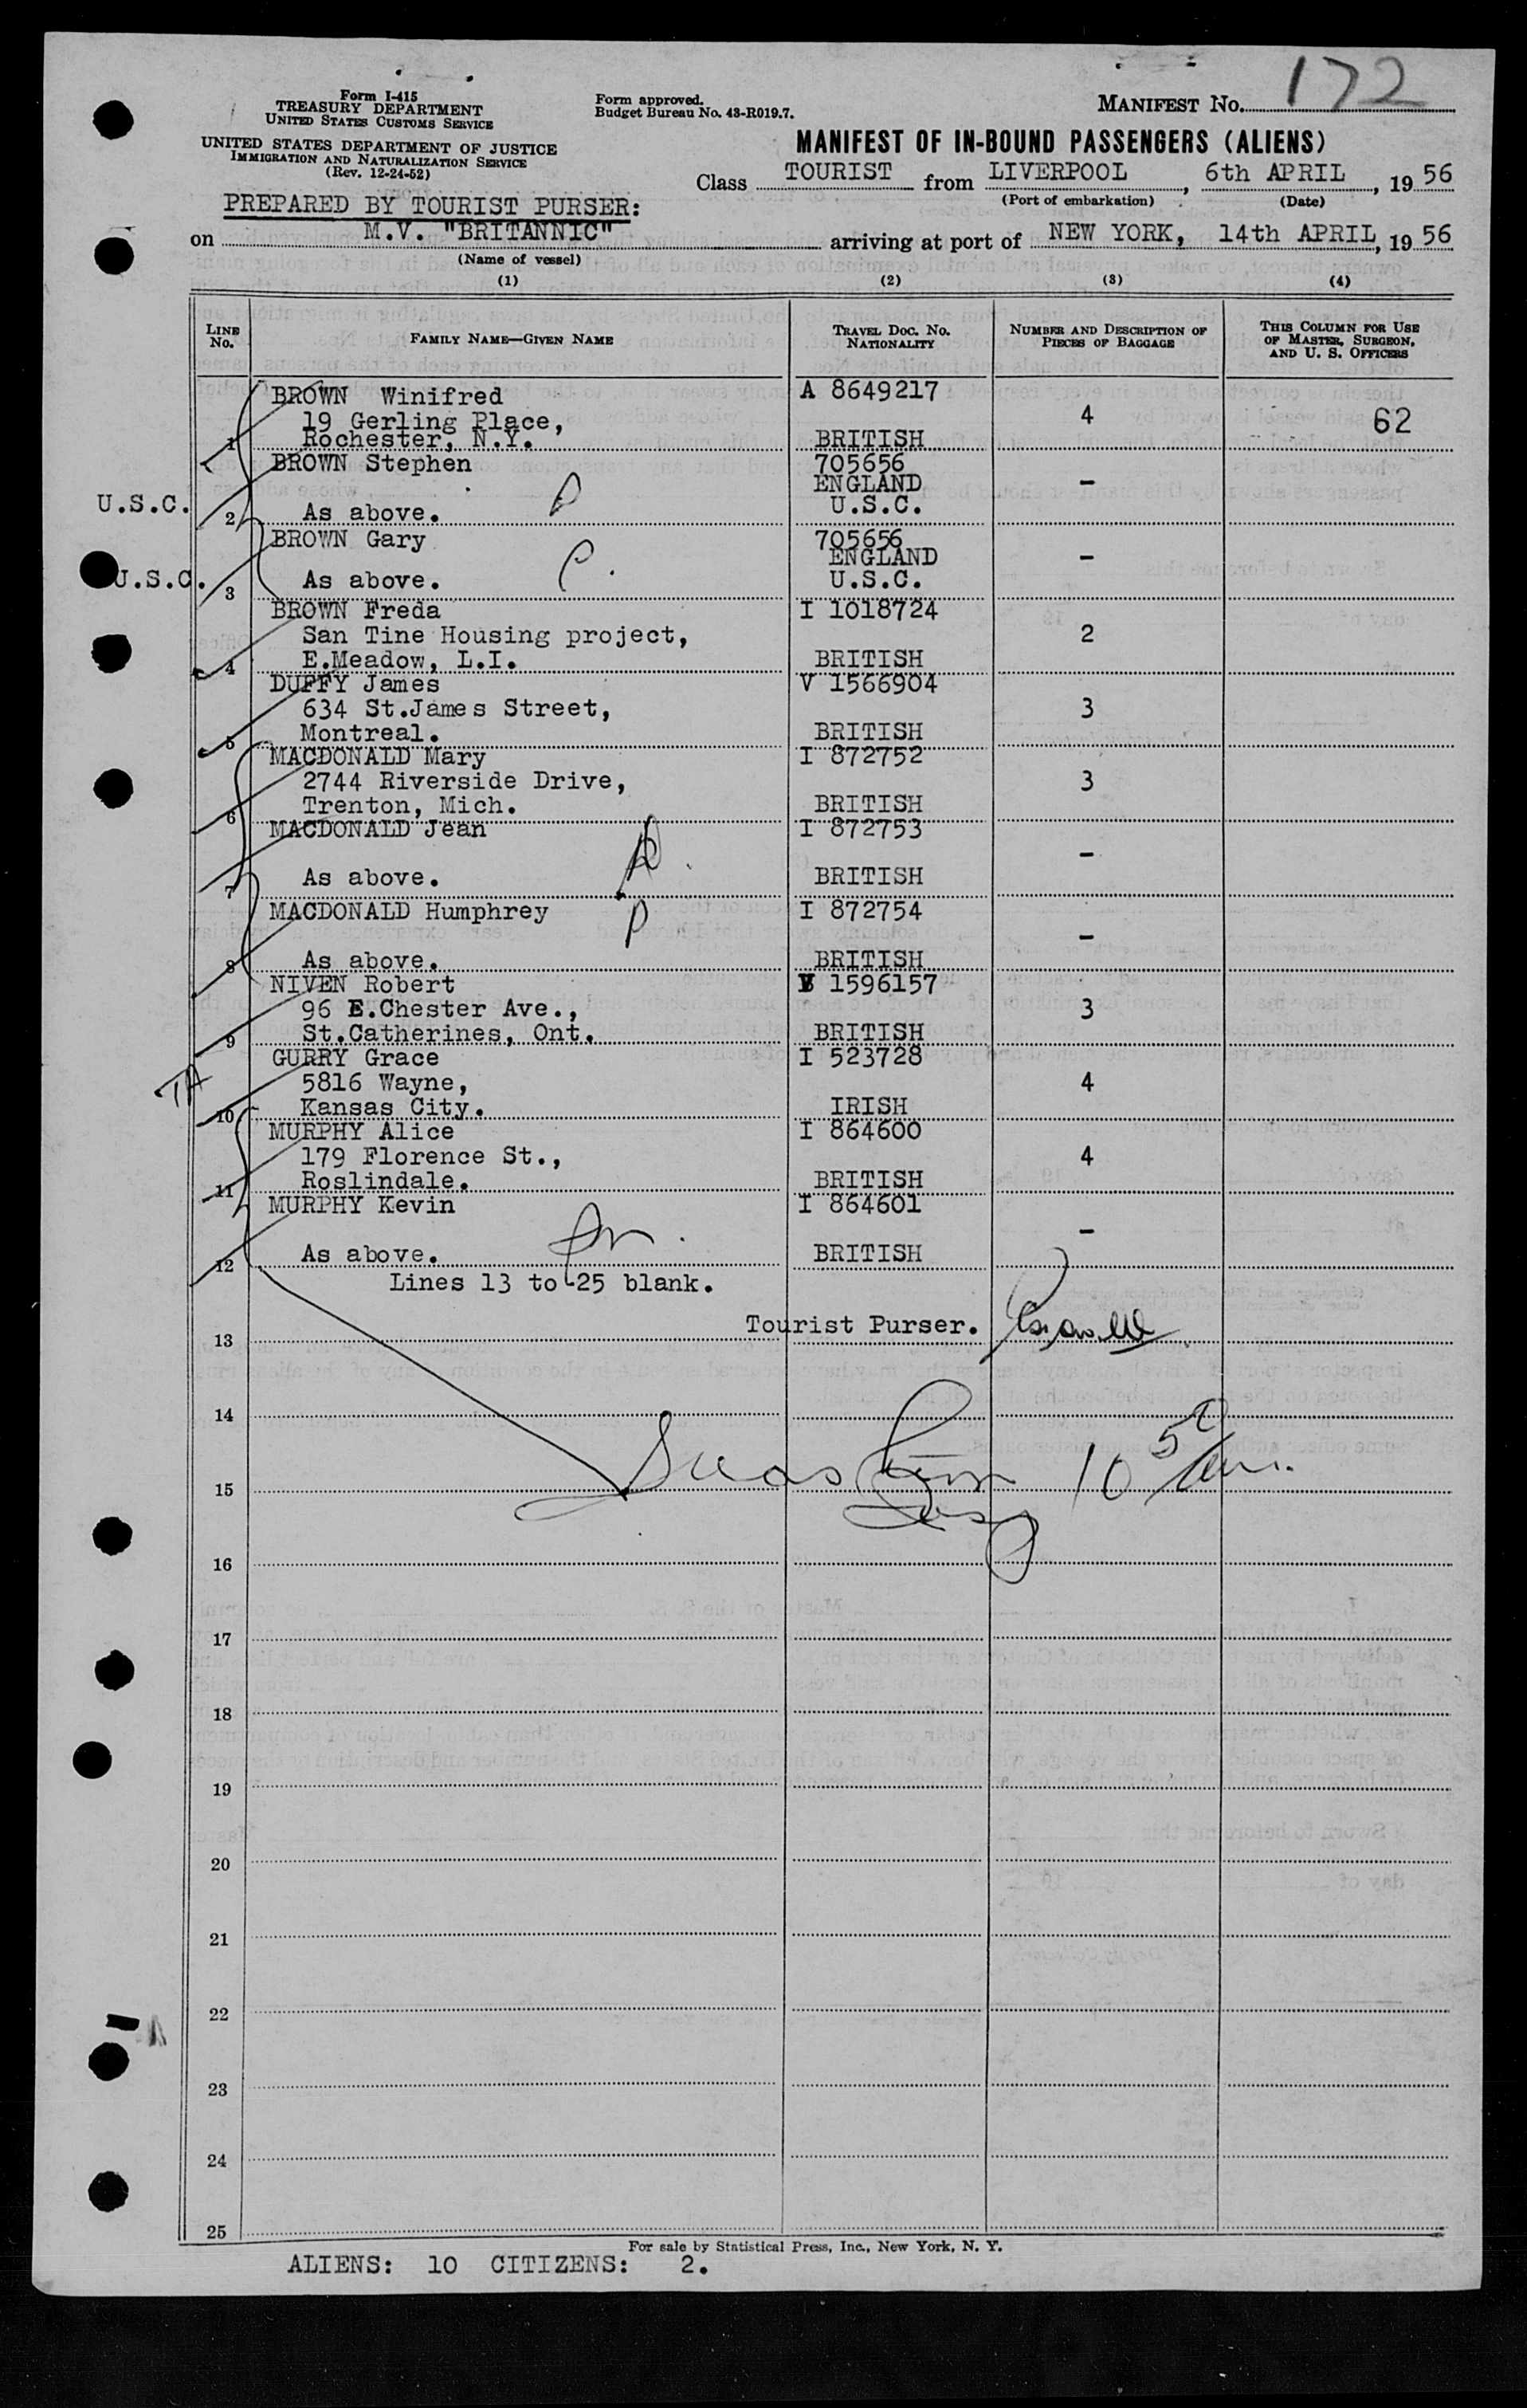 172
Form I-415
TREASURY DEPARTMENT
UNITED STATES CUSTOMS SERVICE
Form approved.
Budget Bureau No. 43-R019.7.
MANIFEST NO.
UNITED STATES DEPARTMENT OF JUSTICE
IMMIGRATION AND NATURALIZATION SERVICE
(Rev. 12-24-52)
MANIFEST OF IN-BOUND PASSENGERS (ALIENS)
Class TOURIST from LIVERPOOL, 6th APRIL, 19 56
(Port of embarkation) (Date)
PREPARED BY TOURIST PURSER:
on M.V. "BRITANNIC" arriving at port of NEW YORK, 14th APRIL, 19 56
(Name of vessel)
(1) (2) (3) (4)
LINE No. FAMILY NAME—GIVEN NAME TRAVEL DOC. NO. NATIONALITY NUMBER AND DESCRIPTION OF PIECES OF BAGGAGE THIS COLUMN FOR USE OF MASTER, SURGEON, AND U. S. OFFICERS
BROWN Winifred A 8649217
19 Gerling Place, 4 62
1 Rochester, N.Y. BRITISH
BROWN Stephen 705656
ENGLAND -
U.S.C. 2 As above. U.S.C.
BROWN Gary 705656
ENGLAND -
U.S.C. 3 As above. U.S.C.
BROWN Freda I 1018724
San Tine Housing project, 2
4 E.Meadow, L.I. BRITISH
DUFFY James V 1566904
634 St.James Street, 3
5 Montreal. BRITISH
MACDONALD Mary I 872752
2744 Riverside Drive, 3
6 Trenton, Mich. BRITISH
MACDONALD Jean I 872753
-
7 As above. BRITISH
MACDONALD Humphrey I 872754
-
8 As above. BRITISH
NIVEN Robert V 1596157
96 E.Chester Ave., 3
9 St.Catherines, Ont. BRITISH
GURRY Grace I 523728
5816 Wayne, 4
10 Kansas City. IRISH
MURPHY Alice I 864600
179 Florence St., 4
11 Roslindale. BRITISH
MURPHY Kevin I 864601
-
12 As above. BRITISH
Lines 13 to 25 blank.
13 Tourist Purser.
14
15
16
17
18
19
20
21
22
23
24
25
For sale by Statistical Press, Inc., New York, N. Y.
ALIENS: 10 CITIZENS: 2.